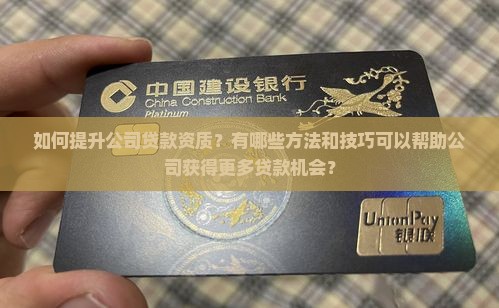 中国建设银行
China Construction Bank
Platinum
如何提升公司贷款资质？有哪些方法和技巧可以帮助公
司获得更多贷款机会？
UnionPay
银联